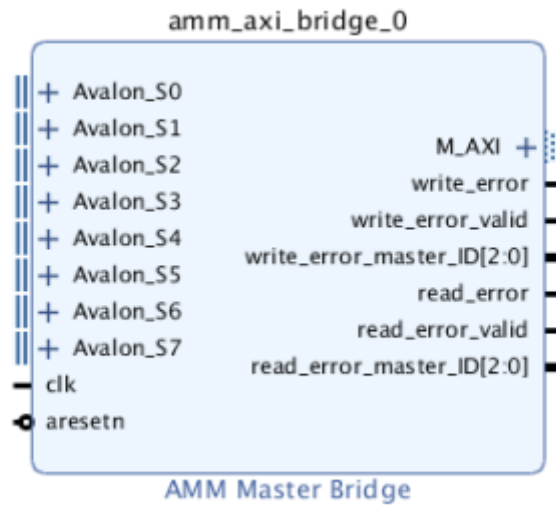 amm_axi_bridge_0
Avalon_S0
Avalon_S1
Avalon_S2
Avalon_S3
Avalon_S4
Avalon_S5
Avalon_S6
Avalon_S7
clk
aresetn
M_AXI
write_error
write_error_valid
write_error_master_ID[2:0]
read_error
read_error_valid
read_error_master_ID[2:0]
AMM Master Bridge